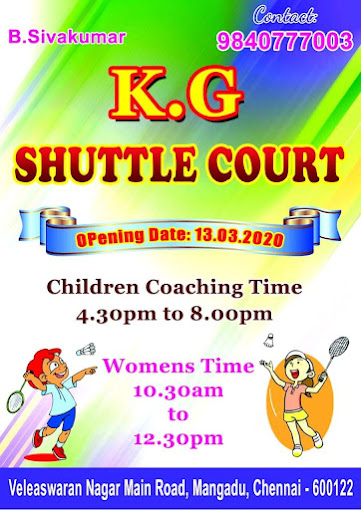 B.Sivakumar
Contact:
9840777003
K.G
SHUTTLE COURT
OPening Date: 13.03.2020
Children Coaching Time
4.30pm to 8.00pm
Womens Time
10.30am
to
12.30pm
Veleaswaran Nagar Main Road, Mangadu, Chennai - 600122